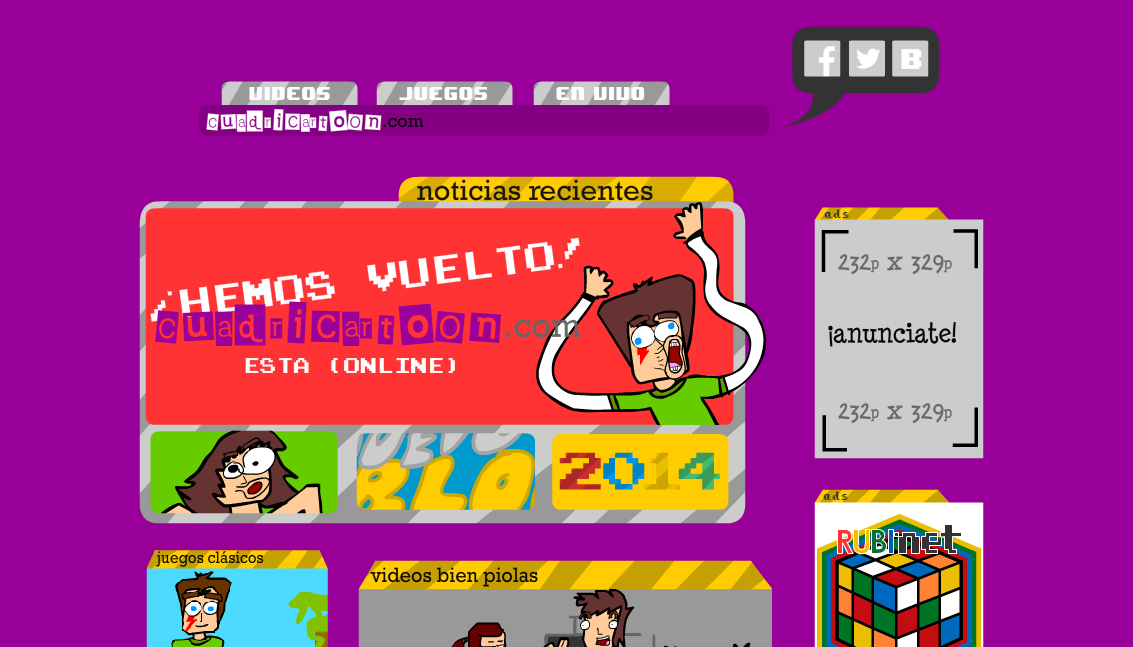 VIDEOS
JUEGOS
EN VIVO
cuadricartoon.com
noticias recientes
¡HEMOS VUELTO!
cuadricartoon.com
ESTA (ONLINE)
2014
ads
232p x 329p
¡anunciate!
232p x 329p
ads
RUBInet
juegos clásicos
videos bien piolas